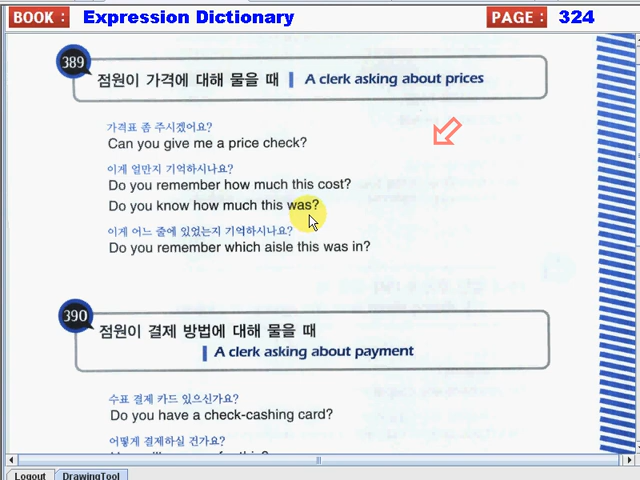 BOOK : Expression Dictionary PAGE : 324
389 점원이 가격에 대해 물을 때 | A clerk asking about prices
가격표 좀 주시겠어요?
Can you give me a price check?
이게 얼만지 기억하시나요?
Do you remember how much this cost?
Do you know how much this was?
이게 어느 줄에 있었는지 기억하시나요?
Do you remember which aisle this was in?
390 점원이 결제 방법에 대해 물을 때
| A clerk asking about payment
수표 결제 카드 있으신가요?
Do you have a check-cashing card?
어떻게 결제하실 건가요?
Logout DrawingTool